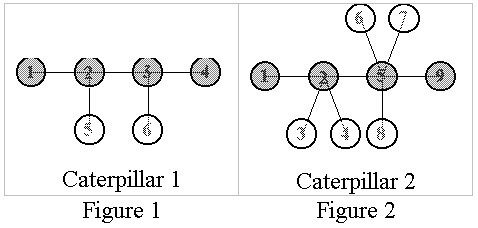 6 7
1 2 3 4 1 2 5 9
5 6 3 4 8
Caterpillar 1 Caterpillar 2
Figure 1 Figure 2